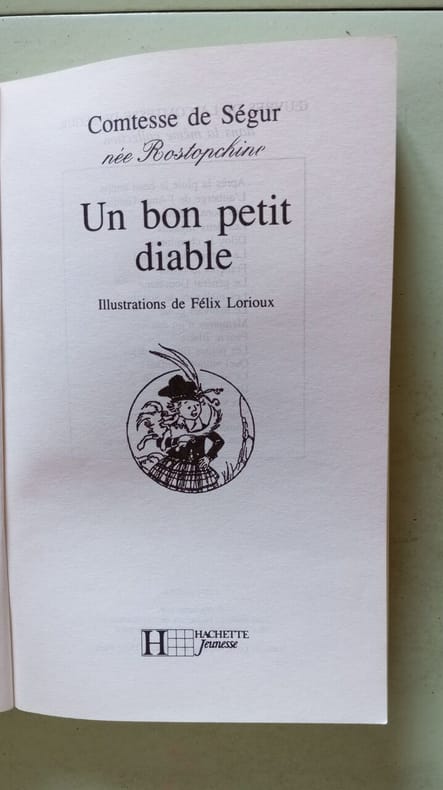 Comtesse de Ségur
née Rostopchine
Un bon petit
diable
Illustrations de Félix Lorioux
H HACHETTE
Jeunesse